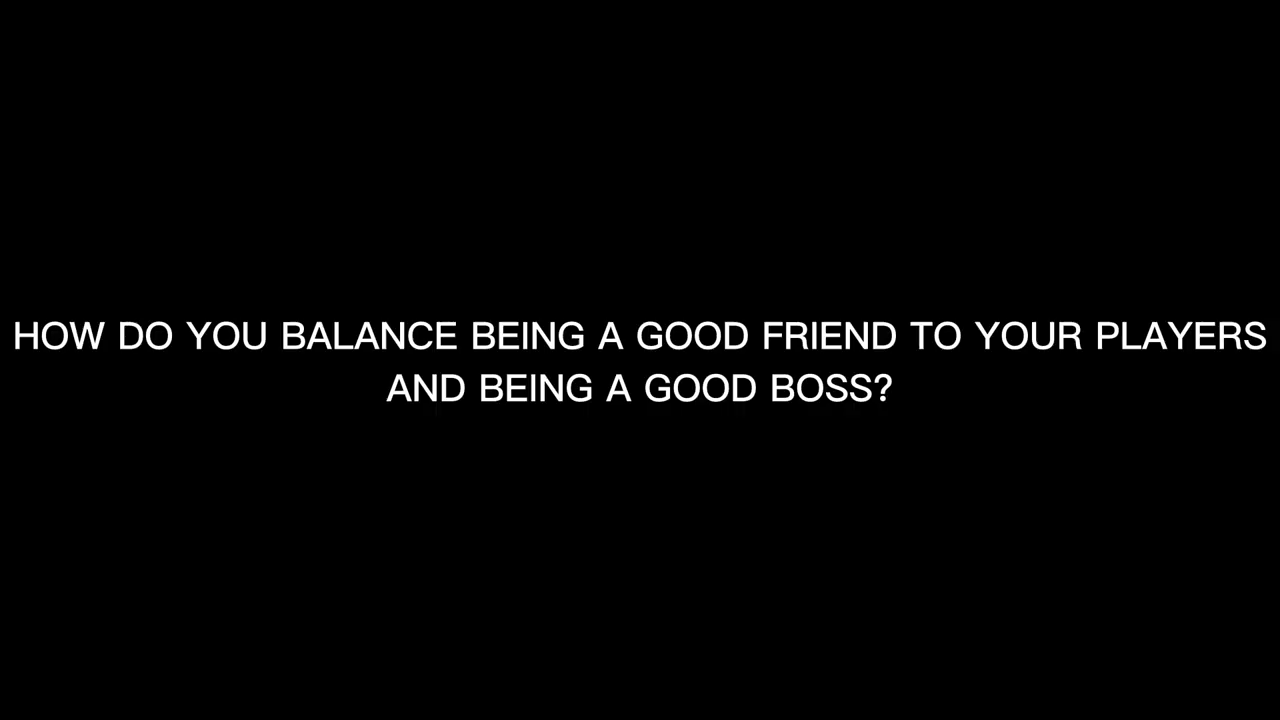 HOW DO YOU BALANCE BEING A GOOD FRIEND TO YOUR PLAYERS
AND BEING A GOOD BOSS?